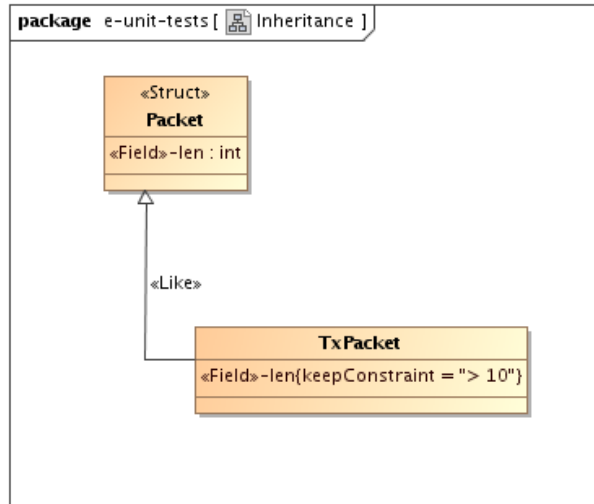 package e-unit-tests [ Inheritance ]
«Struct»
Packet
«Field»-len : int
«Like»
TxPacket
«Field»-len{keepConstraint = "> 10"}